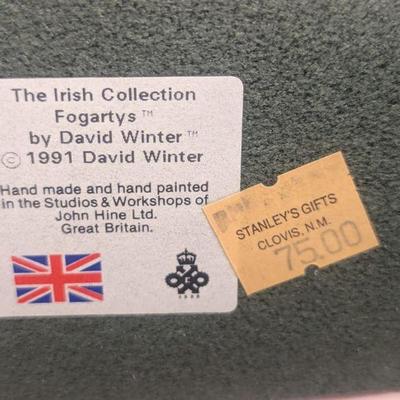 The Irish Collection
Fogartys™
by David Winter™
© 1991 David Winter
Hand made and hand painted
in the Studios & Workshops of
John Hine Ltd.
Great Britain.
STANLEY'S GIFTS
CLOVIS, N.M.
75.00